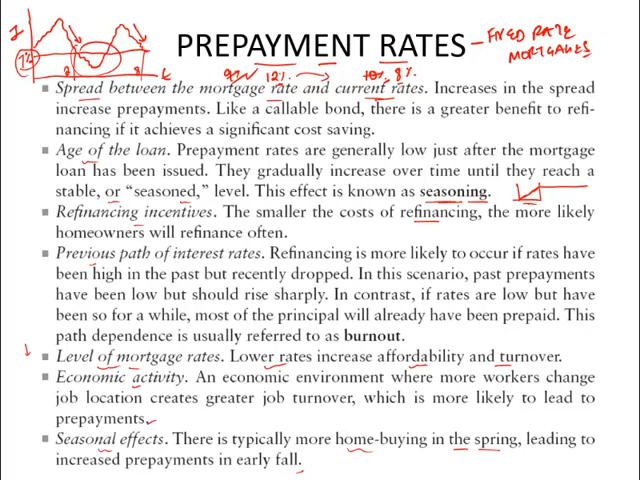 PREPAYMENT RATES - FIXED RATE
MORTGAGES
12% 8%
Spread between the mortgage rate and current rates. Increases in the spread
increase prepayments. Like a callable bond, there is a greater benefit to refi-
nancing if it achieves a significant cost saving.
Age of the loan. Prepayment rates are generally low just after the mortgage
loan has been issued. They gradually increase over time until they reach a
stable, or “seasoned,” level. This effect is known as seasoning.
Refinancing incentives. The smaller the costs of refinancing, the more likely
homeowners will refinance often.
Previous path of interest rates. Refinancing is more likely to occur if rates have
been high in the past but recently dropped. In this scenario, past prepayments
have been low but should rise sharply. In contrast, if rates are low but have
been so for a while, most of the principal will already have been prepaid. This
path dependence is usually referred to as burnout.
Level of mortgage rates. Lower rates increase affordability and turnover.
Economic activity. An economic environment where more workers change
job location creates greater job turnover, which is more likely to lead to
prepayments.
Seasonal effects. There is typically more home-buying in the spring, leading to
increased prepayments in early fall.